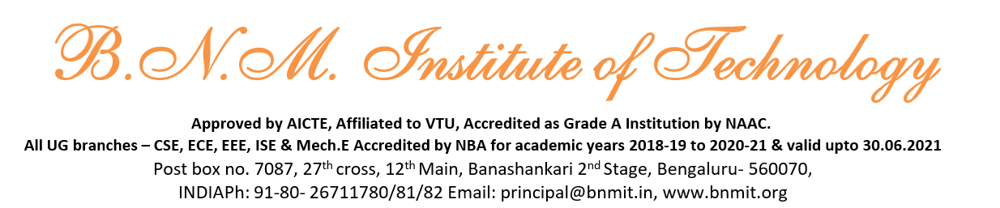 B.N.M. Institute of Technology
Approved by AICTE, Affiliated to VTU, Accredited as Grade A Institution by NAAC.
All UG branches – CSE, ECE, EEE, ISE & Mech.E Accredited by NBA for academic years 2018-19 to 2020-21 & valid upto 30.06.2021
Post box no. 7087, 27th cross, 12th Main, Banashankari 2nd Stage, Bengaluru- 560070,
INDIAPh: 91-80- 26711780/81/82 Email: principal@bnmit.in, www.bnmit.org